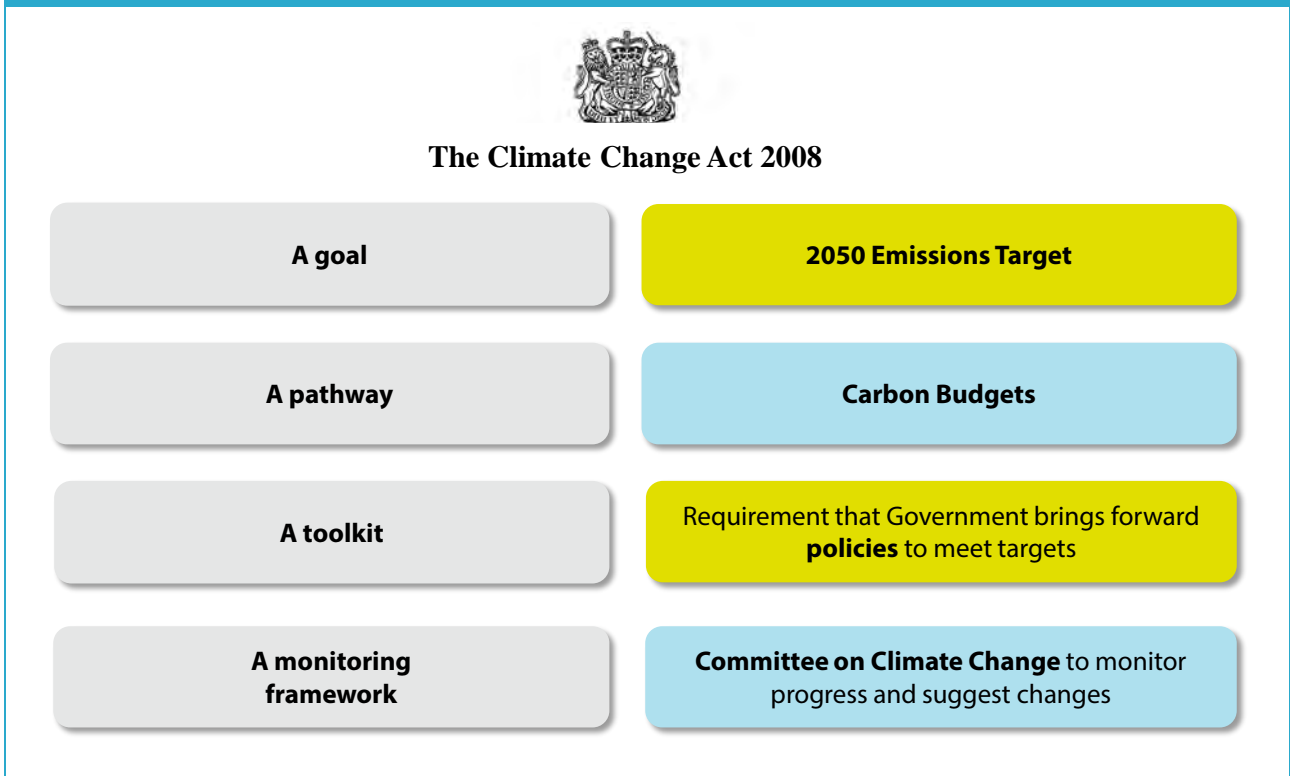 The Climate Change Act 2008
A goal
2050 Emissions Target
A pathway
Carbon Budgets
A toolkit
Requirement that Government brings forward
policies to meet targets
A monitoring
framework
Committee on Climate Change to monitor
progress and suggest changes